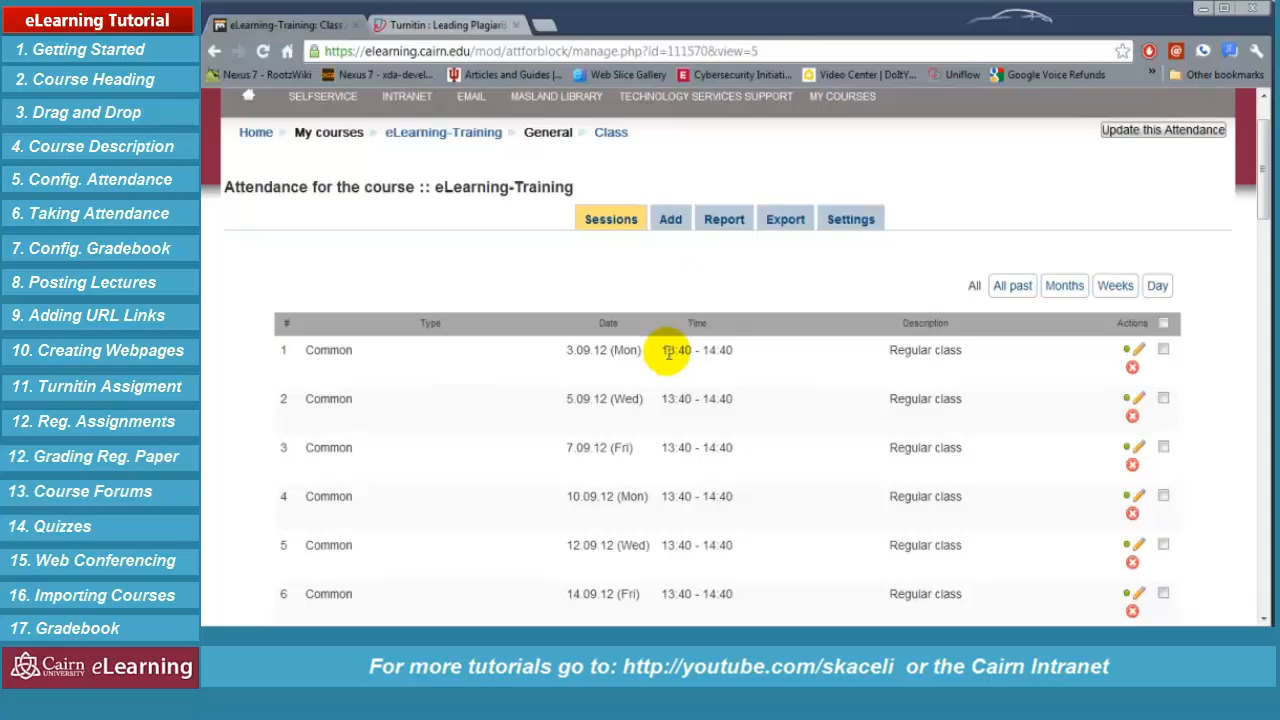 eLearning Tutorial
1. Getting Started
2. Course Heading
3. Drag and Drop
4. Course Description
5. Config. Attendance
6. Taking Attendance
7. Config. Gradebook
8. Posting Lectures
9. Adding URL Links
10. Creating Webpages
11. Turnitin Assigment
12. Reg. Assignments
12. Grading Reg. Paper
13. Course Forums
14. Quizzes
15. Web Conferencing
16. Importing Courses
17. Gradebook
Cairn UNIVERSITY eLearning
eLearning-Training: Class Turnitin : Leading Plagiaris
https://elearning.cairn.edu/mod/attforblock/manage.php?id=111570&view=5
Nexus 7 - RootzWiki Nexus 7 - xda-devel... Articles and Guides |... Web Slice Gallery Cybersecurity Initiati... Video Center | DoItY... Uniflow Google Voice Refunds » Other bookmarks
SELFSERVICE INTRANET EMAIL MASLAND LIBRARY TECHNOLOGY SERVICES SUPPORT MY COURSES
Home My courses eLearning-Training General Class Update this Attendance
Attendance for the course :: eLearning-Training
Sessions Add Report Export Settings
All All past Months Weeks Day
# Type Date Time Description Actions
1 Common 3.09.12 (Mon) 13:40 - 14:40 Regular class
2 Common 5.09.12 (Wed) 13:40 - 14:40 Regular class
3 Common 7.09.12 (Fri) 13:40 - 14:40 Regular class
4 Common 10.09.12 (Mon) 13:40 - 14:40 Regular class
5 Common 12.09.12 (Wed) 13:40 - 14:40 Regular class
6 Common 14.09.12 (Fri) 13:40 - 14:40 Regular class
For more tutorials go to: http://youtube.com/skaceli or the Cairn Intranet